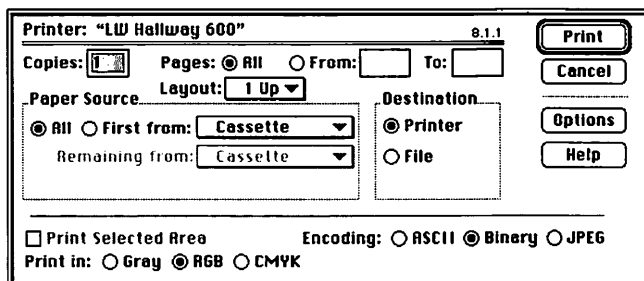 Printer: “LW Hallway 600” 8.1.1 Print
Copies: 1 Pages: All From: To: Cancel
Layout: 1 Up
Paper Source Destination
All First from: Cassette Printer Options
Remaining from: Cassette File Help
Print Selected Area Encoding: ASCII Binary JPEG
Print in: Gray RGB CMYK